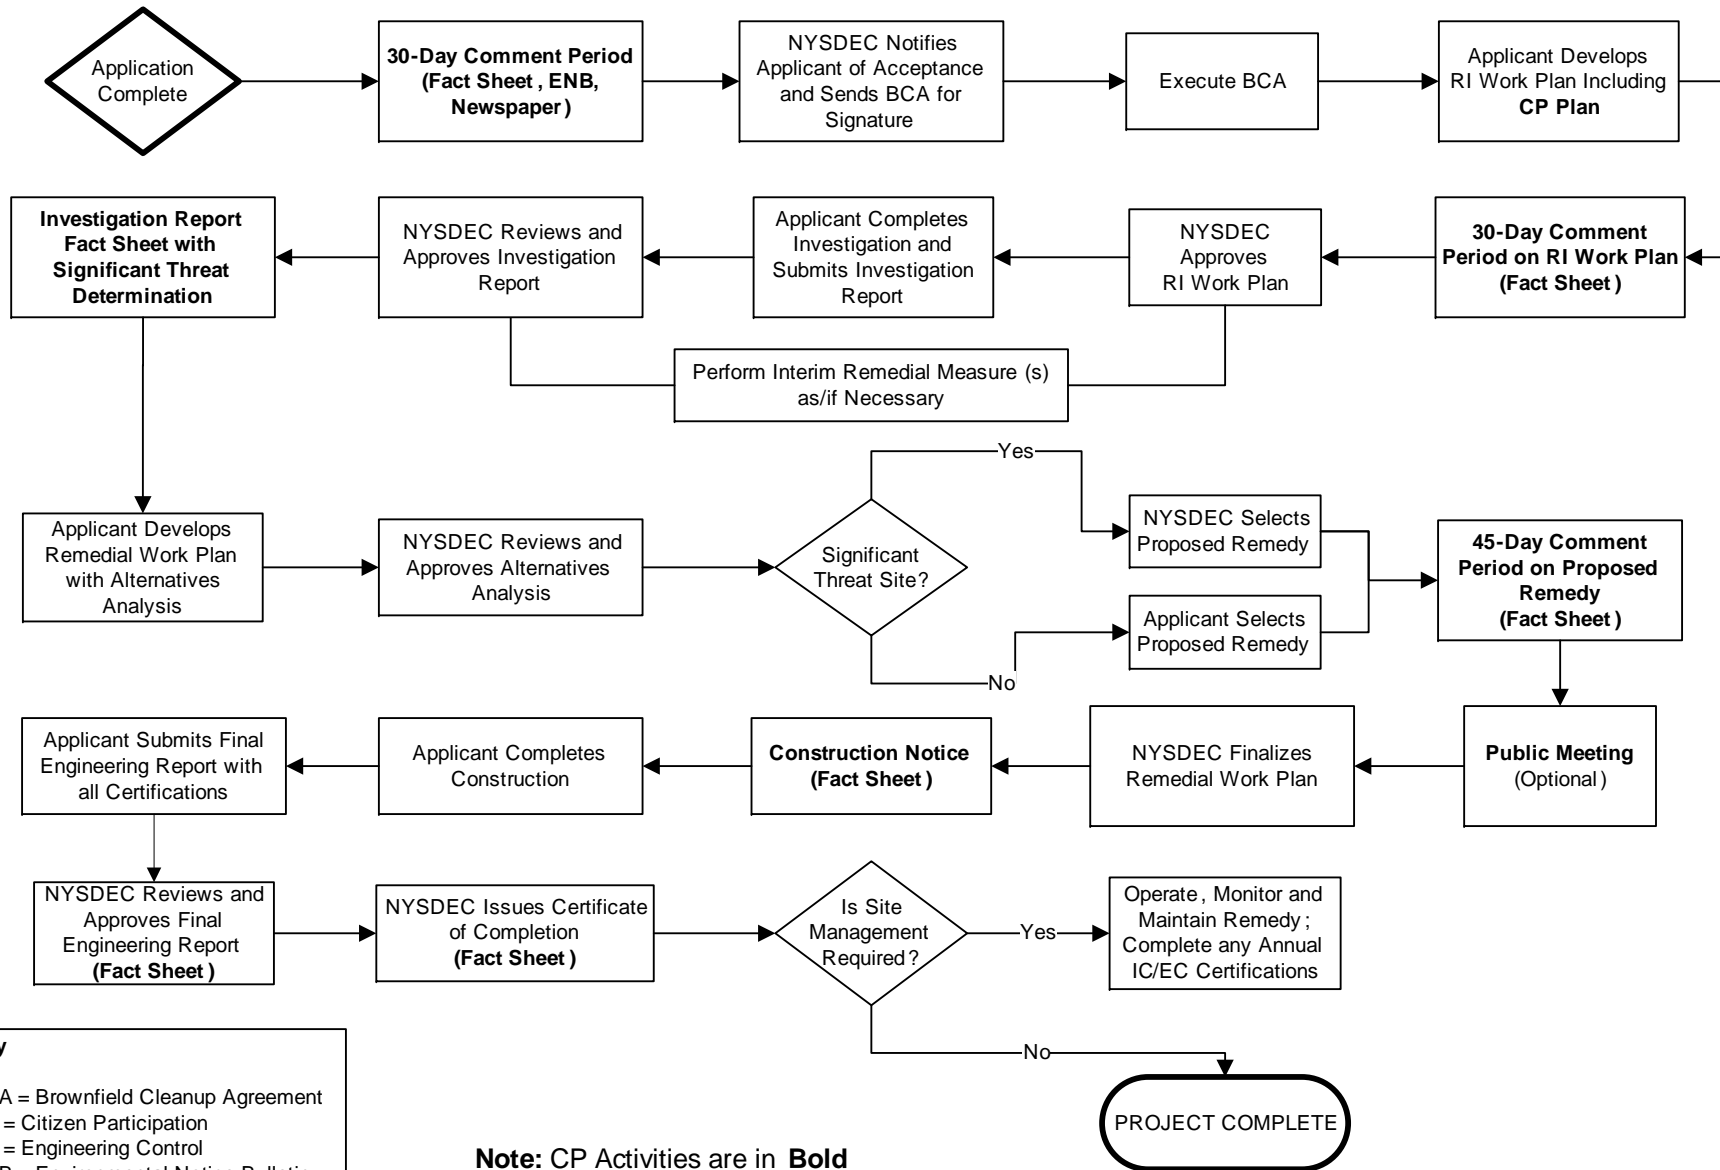 Application
Complete
30-Day Comment Period
(Fact Sheet, ENB,
Newspaper)
NYSDEC Notifies
Applicant of Acceptance
and Sends BCA for
Signature
Execute BCA
Applicant Develops
RI Work Plan Including
CP Plan
Investigation Report
Fact Sheet with
Significant Threat
Determination
NYSDEC Reviews and
Approves Investigation
Report
Applicant Completes
Investigation and
Submits Investigation
Report
NYSDEC
Approves
RI Work Plan
30-Day Comment
Period on RI Work Plan
(Fact Sheet)
Perform Interim Remedial Measure (s)
as/if Necessary
Applicant Develops
Remedial Work Plan
with Alternatives
Analysis
NYSDEC Reviews and
Approves Alternatives
Analysis
Significant
Threat Site?
Yes
No
NYSDEC Selects
Proposed Remedy
Applicant Selects
Proposed Remedy
45-Day Comment
Period on Proposed
Remedy
(Fact Sheet)
Applicant Submits Final
Engineering Report with
all Certifications
Applicant Completes
Construction
Construction Notice
(Fact Sheet)
NYSDEC Finalizes
Remedial Work Plan
Public Meeting
(Optional)
NYSDEC Reviews and
Approves Final
Engineering Report
(Fact Sheet)
NYSDEC Issues Certificate
of Completion
(Fact Sheet)
Is Site
Management
Required?
Yes
Operate, Monitor and
Maintain Remedy;
Complete any Annual
IC/EC Certifications
No
PROJECT COMPLETE
y
A = Brownfield Cleanup Agreement
= Citizen Participation
= Engineering Control
Note: CP Activities are in Bold